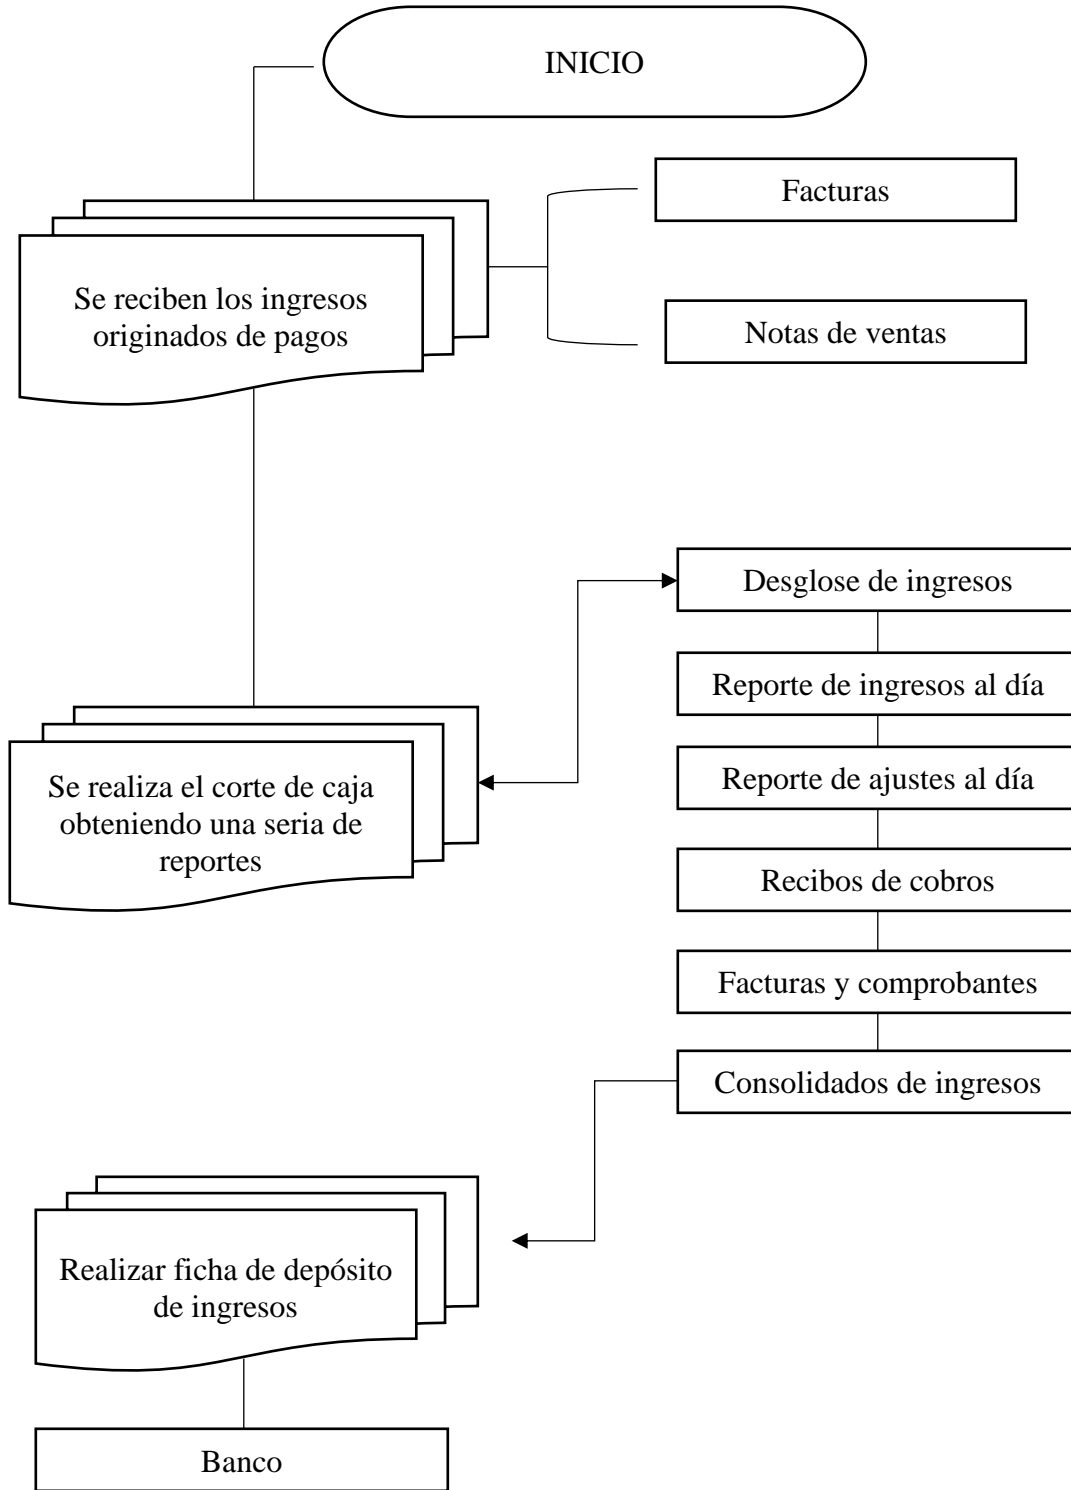 INICIO
Facturas
Se reciben los ingresos
originados de pagos
Notas de ventas
Desglose de ingresos
Reporte de ingresos al día
Se realiza el corte de caja
obteniendo una seria de
reportes
Reporte de ajustes al día
Recibos de cobros
Facturas y comprobantes
Consolidados de ingresos
Realizar ficha de depósito
de ingresos
Banco